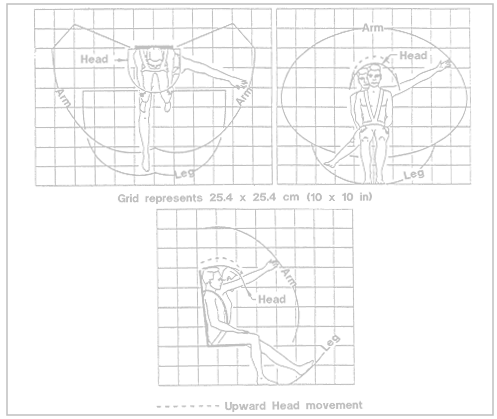 Head
Arm
Arm
Leg
Arm
Head
Leg
Grid represents 25.4 x 25.4 cm (10 x 10 in)
Arm
Head
Leg
Upward Head movement